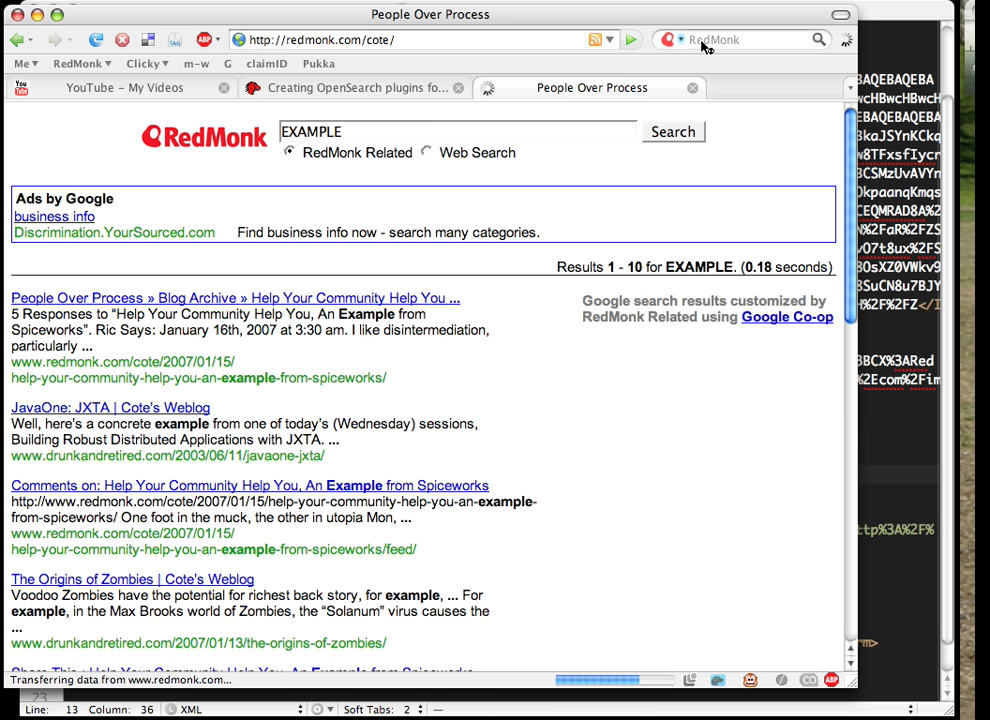 People Over Process
http://redmonk.com/cote/
RedMonk
Me RedMonk Clicky m-w G claimID Pukka
YouTube – My Videos
Creating OpenSearch plugins fo...
People Over Process
RedMonk
EXAMPLE
Search
RedMonk Related Web Search
Ads by Google
business info
Discrimination.YourSourced.com Find business info now - search many categories.
Results 1 - 10 for EXAMPLE. (0.18 seconds)
People Over Process » Blog Archive » Help Your Community Help You ...
5 Responses to “Help Your Community Help You, An Example from
Spiceworks”. Ric Says: January 16th, 2007 at 3:30 am. I like disintermediation,
particularly ...
www.redmonk.com/cote/2007/01/15/
help-your-community-help-you-an-example-from-spiceworks/
Google search results customized by
RedMonk Related using Google Co-op
JavaOne: JXTA | Cote's Weblog
Well, here's a concrete example from one of today's (Wednesday) sessions,
Building Robust Distributed Applications with JXTA. ...
www.drunkandretired.com/2003/06/11/javaone-jxta/
Comments on: Help Your Community Help You, An Example from Spiceworks
http://www.redmonk.com/cote/2007/01/15/help-your-community-help-you-an-example-
from-spiceworks/ One foot in the muck, the other in utopia Mon, ...
www.redmonk.com/cote/2007/01/15/
help-your-community-help-you-an-example-from-spiceworks/feed/
The Origins of Zombies | Cote's Weblog
Voodoo Zombies have the potential for richest back story, for example, ... For
example, in the Max Brooks world of Zombies, the “Solanum” virus causes the
...
www.drunkandretired.com/2007/01/13/the-origins-of-zombies/
Share This › Help Your Community Help You, An Example from Spiceworks
Transferring data from www.redmonk.com...
ABP
23
Line: 13 Column: 36 XML Soft Tabs: 2 —